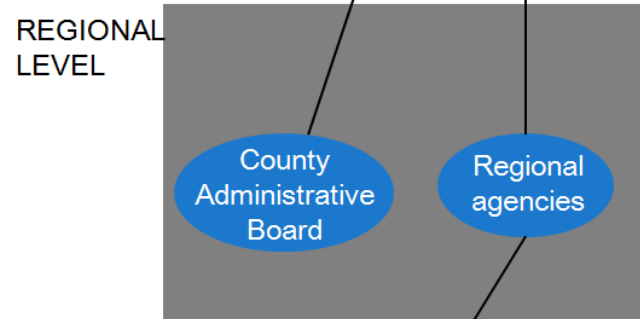 REGIONAL
LEVEL
County
Administrative
Board
Regional
agencies